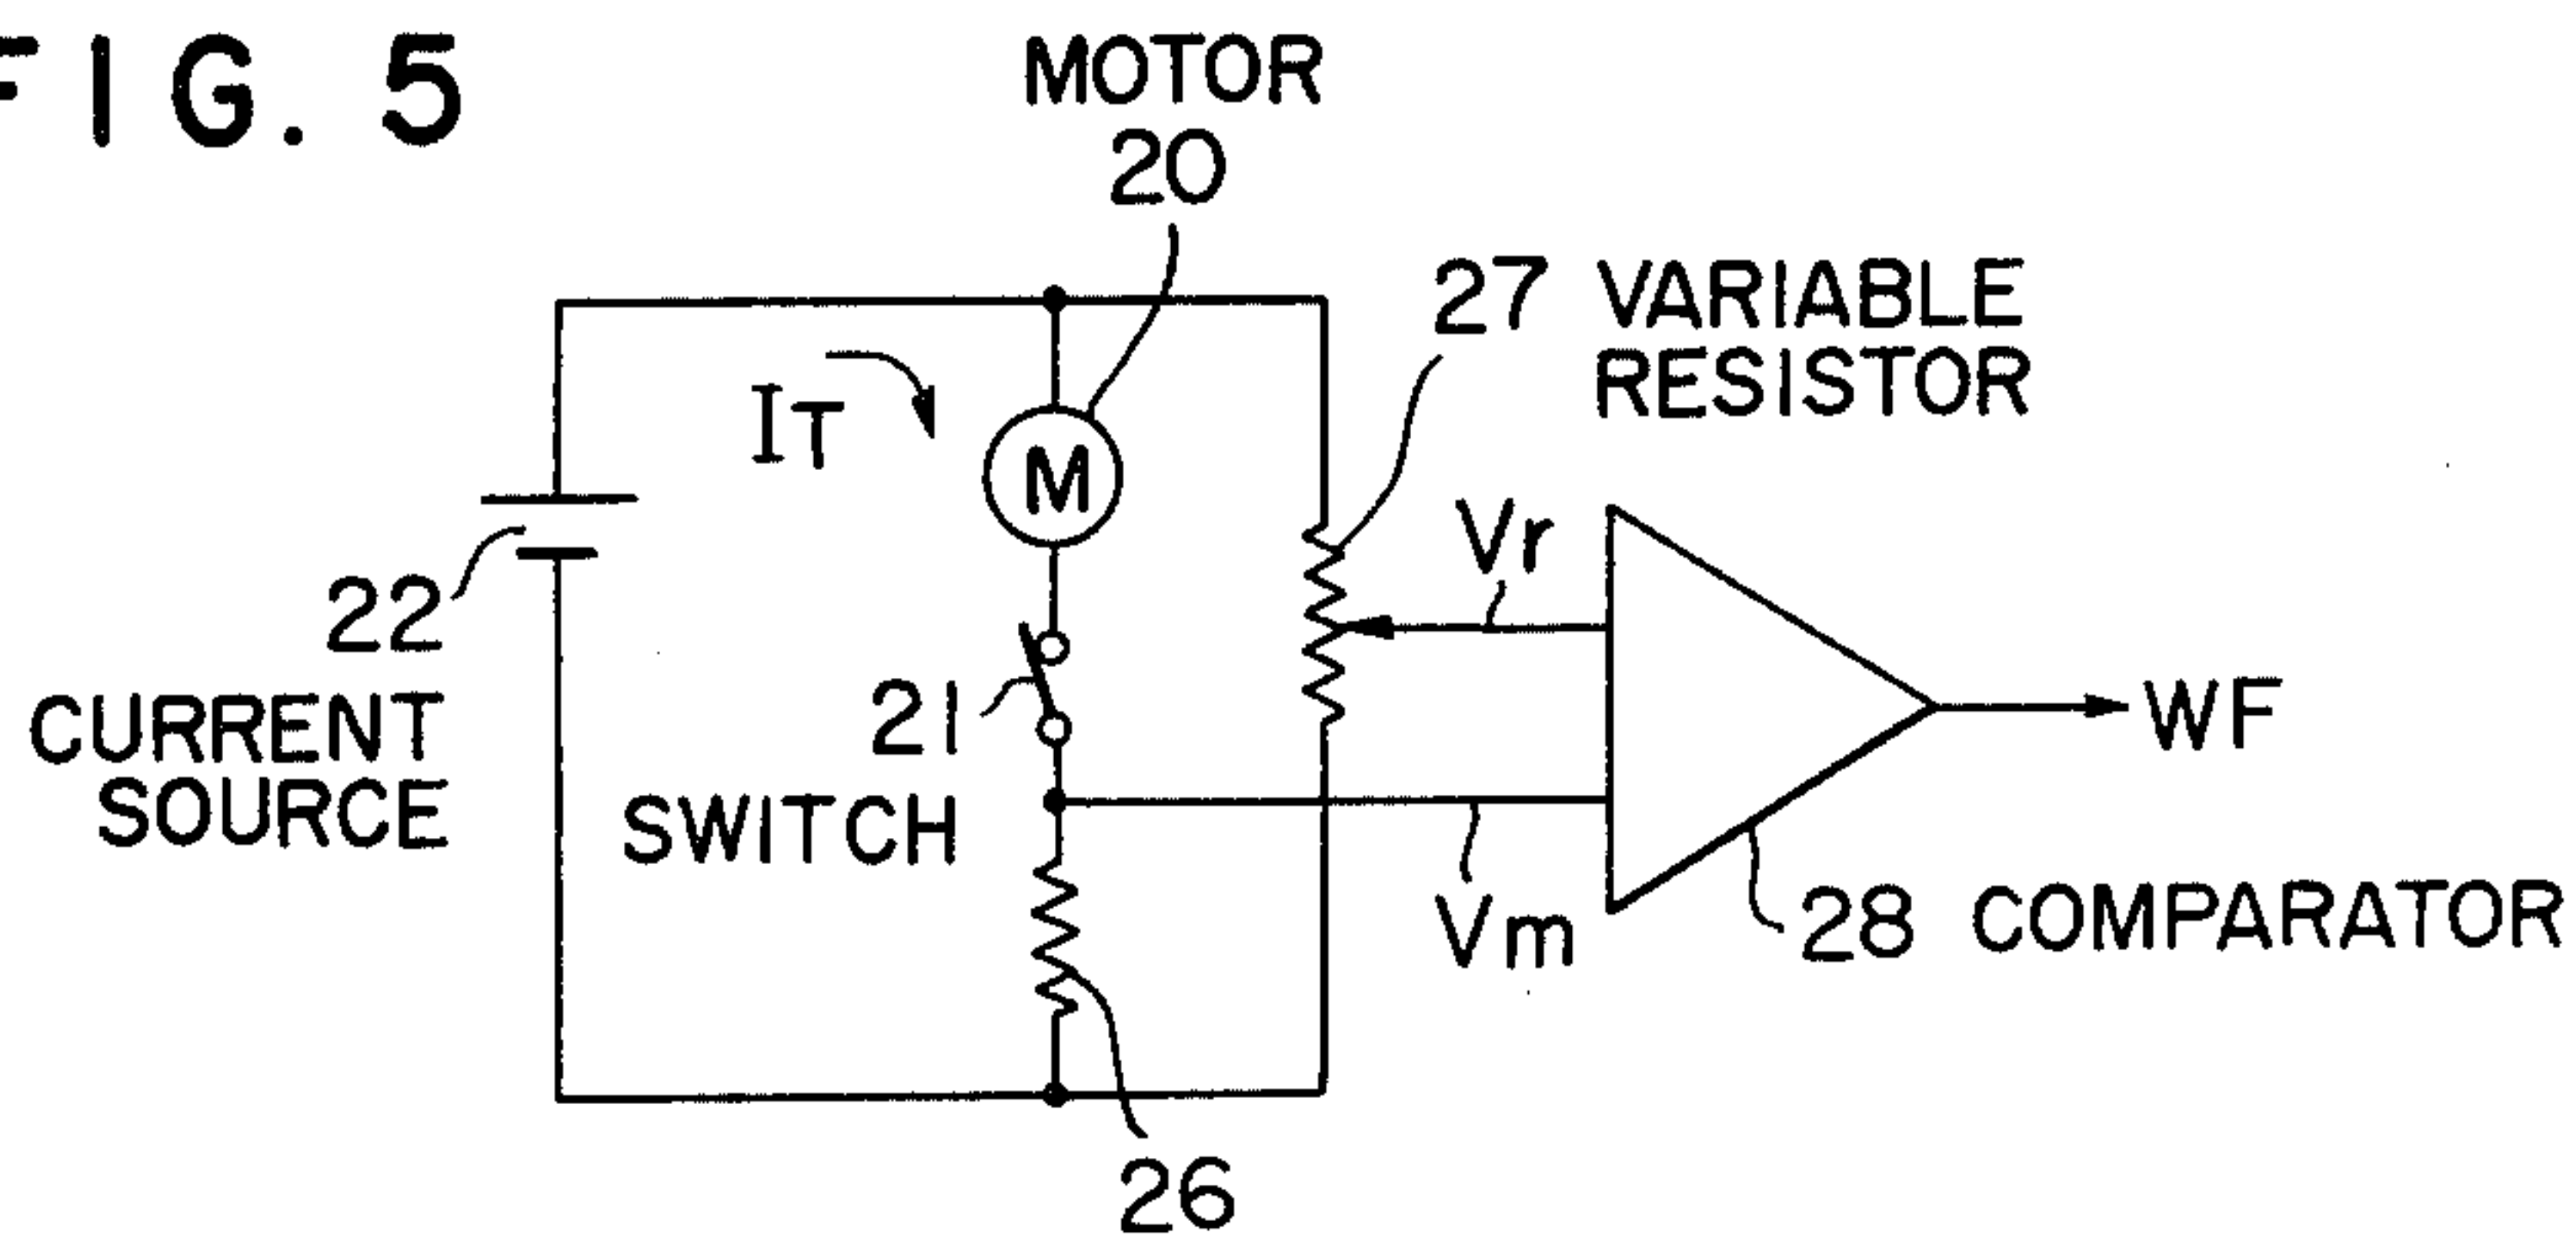 FIG. 5
MOTOR
20
27 VARIABLE
RESISTOR
IT
M
Vr
22
CURRENT
SOURCE
21
SWITCH
WF
Vm
28 COMPARATOR
26